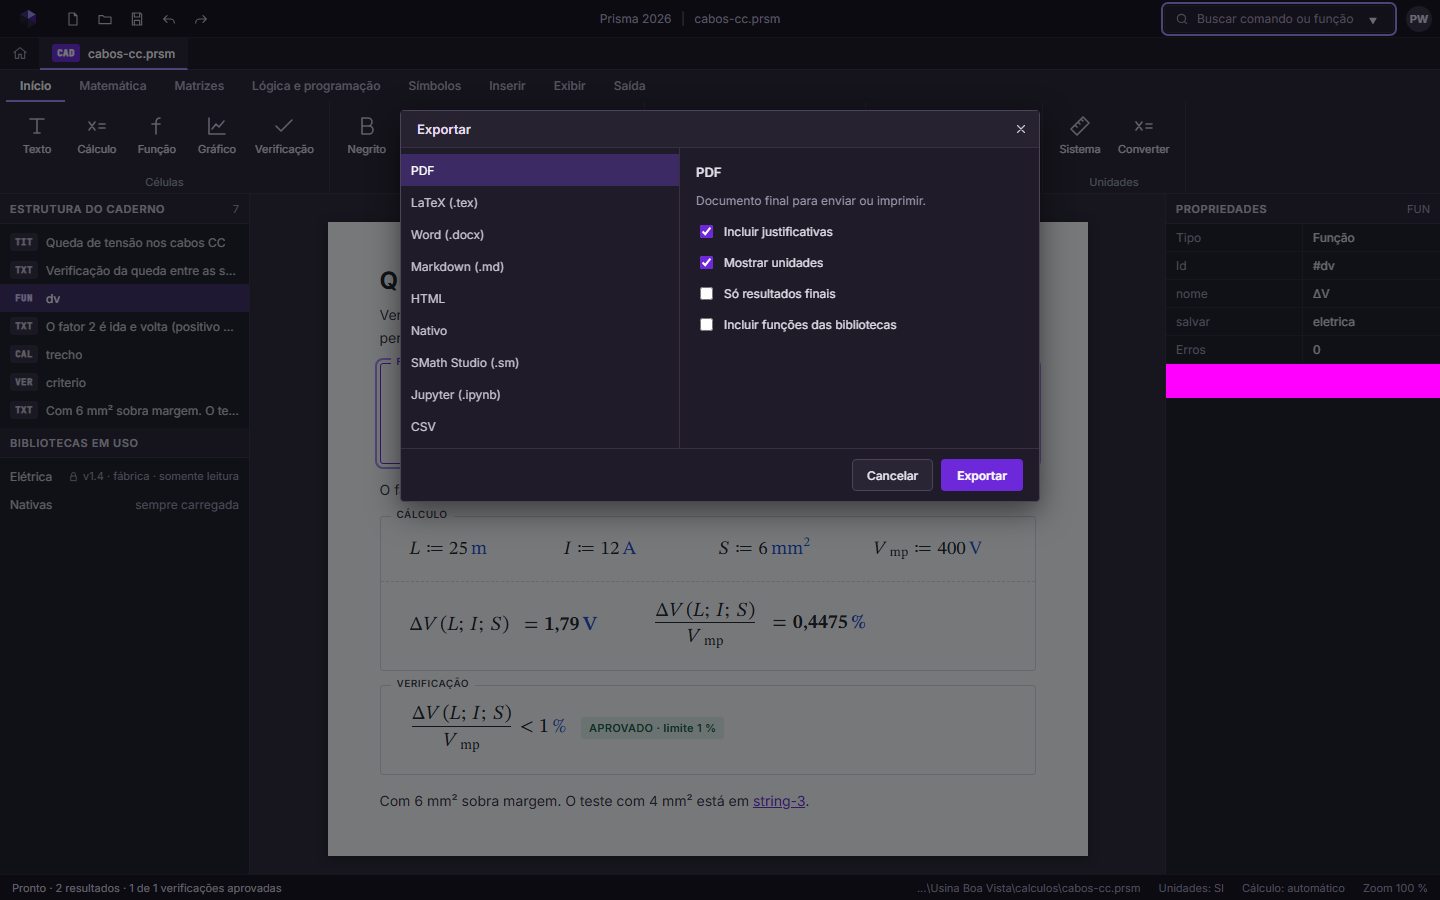 Prisma 2026 | cabos-cc.prsm
Buscar comando ou função
PW
CAD cabos-cc.prsm
Início Matemática Matrizes Lógica e programação Símbolos Inserir Exibir Saída
Texto Cálculo Função Gráfico Verificação Negrito Sistema Converter
Células Unidades
ESTRUTURA DO CADERNO 7
TIT Queda de tensão nos cabos CC
TXT Verificação da queda entre as s...
FUN dv
TXT O fator 2 é ida e volta (positivo ...
CAL trecho
VER criterio
TXT Com 6 mm² sobra margem. O te...
BIBLIOTECAS EM USO
Elétrica v1.4 · fábrica · somente leitura
Nativas sempre carregada
Exportar
PDF
LaTeX (.tex)
Word (.docx)
Markdown (.md)
HTML
Nativo
SMath Studio (.sm)
Jupyter (.ipynb)
CSV
PDF
Documento final para enviar ou imprimir.
Incluir justificativas
Mostrar unidades
Só resultados finais
Incluir funções das bibliotecas
Cancelar Exportar
CÁLCULO
L := 25 m I := 12 A S := 6 mm² V mp := 400 V
ΔV(L; I; S) = 1,79 V
ΔV(L; I; S)
V mp
= 0,4475 %
VERIFICAÇÃO
ΔV(L; I; S)
V mp
< 1 % APROVADO · limite 1 %
Com 6 mm² sobra margem. O teste com 4 mm² está em string-3.
PROPRIEDADES FUN
Tipo Função
Id #dv
nome ΔV
salvar eletrica
Erros 0
Pronto · 2 resultados · 1 de 1 verificações aprovadas
...\Usina Boa Vista\calculos\cabos-cc.prsm Unidades: SI Cálculo: automático Zoom 100 %